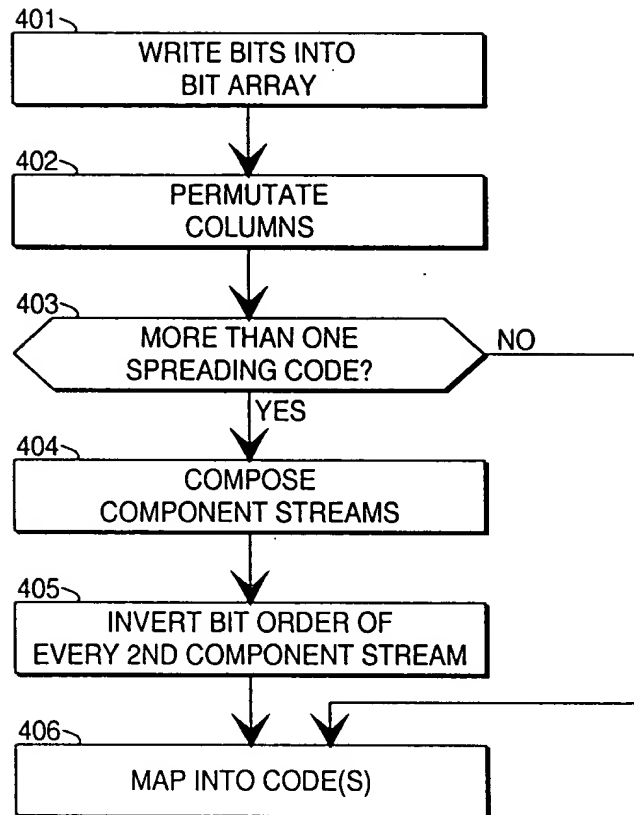 401
WRITE BITS INTO
BIT ARRAY
402
PERMUTATE
COLUMNS
403
MORE THAN ONE
SPREADING CODE?
NO
YES
404
COMPOSE
COMPONENT STREAMS
405
INVERT BIT ORDER OF
EVERY 2ND COMPONENT STREAM
406
MAP INTO CODE(S)